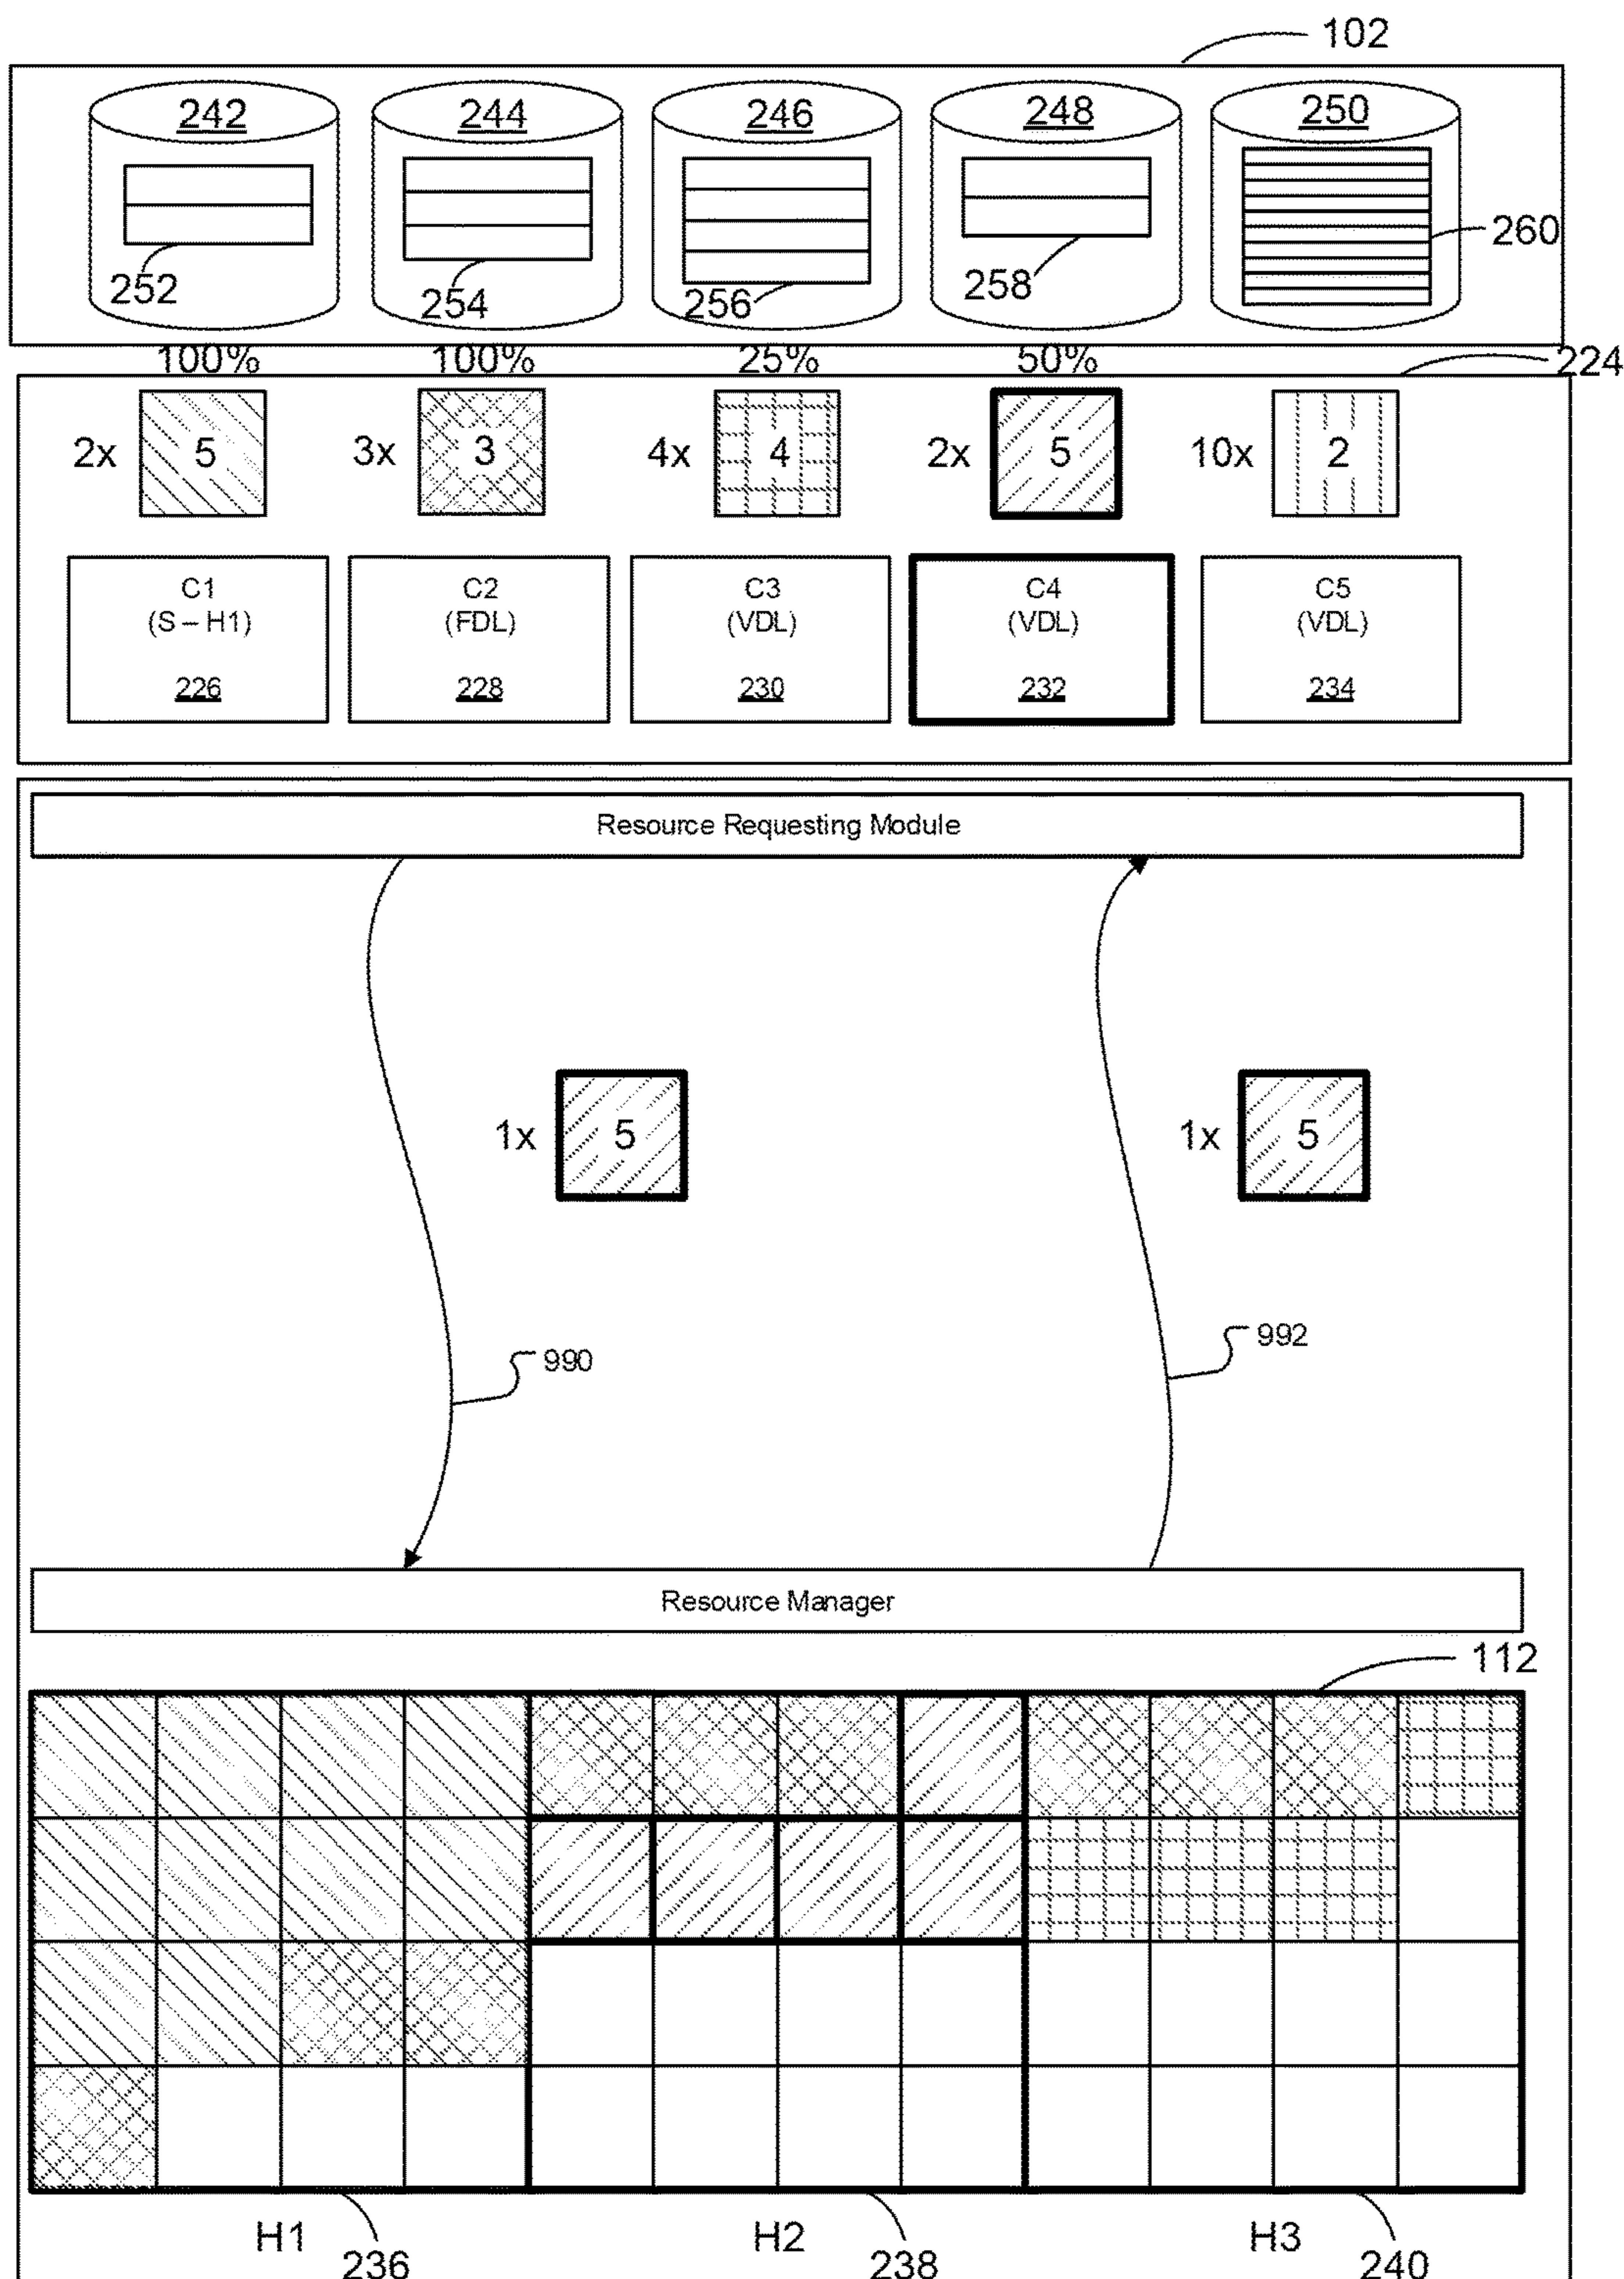 102
242 244 246 248 250
260
252 254 256 258
100% 100% 25% 50%
224
2x 5 3x 3 4x 4 2x 5 10x 2
C1 C2 C3 C4 C5
(S – H1) (FDL) (VDL) (VDL) (VDL)
226 228 230 232 234
Resource Requesting Module
1x 5 1x 5
992
990
Resource Manager
112
H1 H2 H3
236 238 240